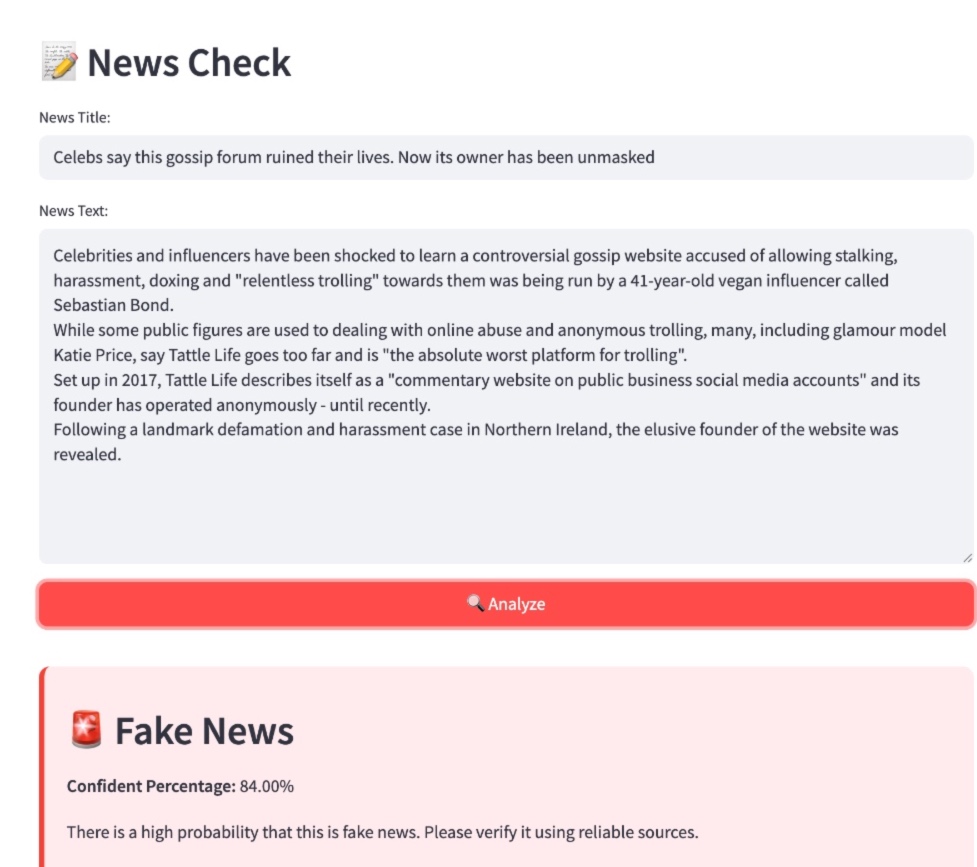 News Check
News Title:
Celebs say this gossip forum ruined their lives. Now its owner has been unmasked
News Text:
Celebrities and influencers have been shocked to learn a controversial gossip website accused of allowing stalking,
harassment, doxing and "relentless trolling" towards them was being run by a 41-year-old vegan influencer called
Sebastian Bond.
While some public figures are used to dealing with online abuse and anonymous trolling, many, including glamour model
Katie Price, say Tattle Life goes too far and is "the absolute worst platform for trolling".
Set up in 2017, Tattle Life describes itself as a "commentary website on public business social media accounts" and its
founder has operated anonymously - until recently.
Following a landmark defamation and harassment case in Northern Ireland, the elusive founder of the website was
revealed.
Analyze
Fake News
Confident Percentage: 84.00%
There is a high probability that this is fake news. Please verify it using reliable sources.